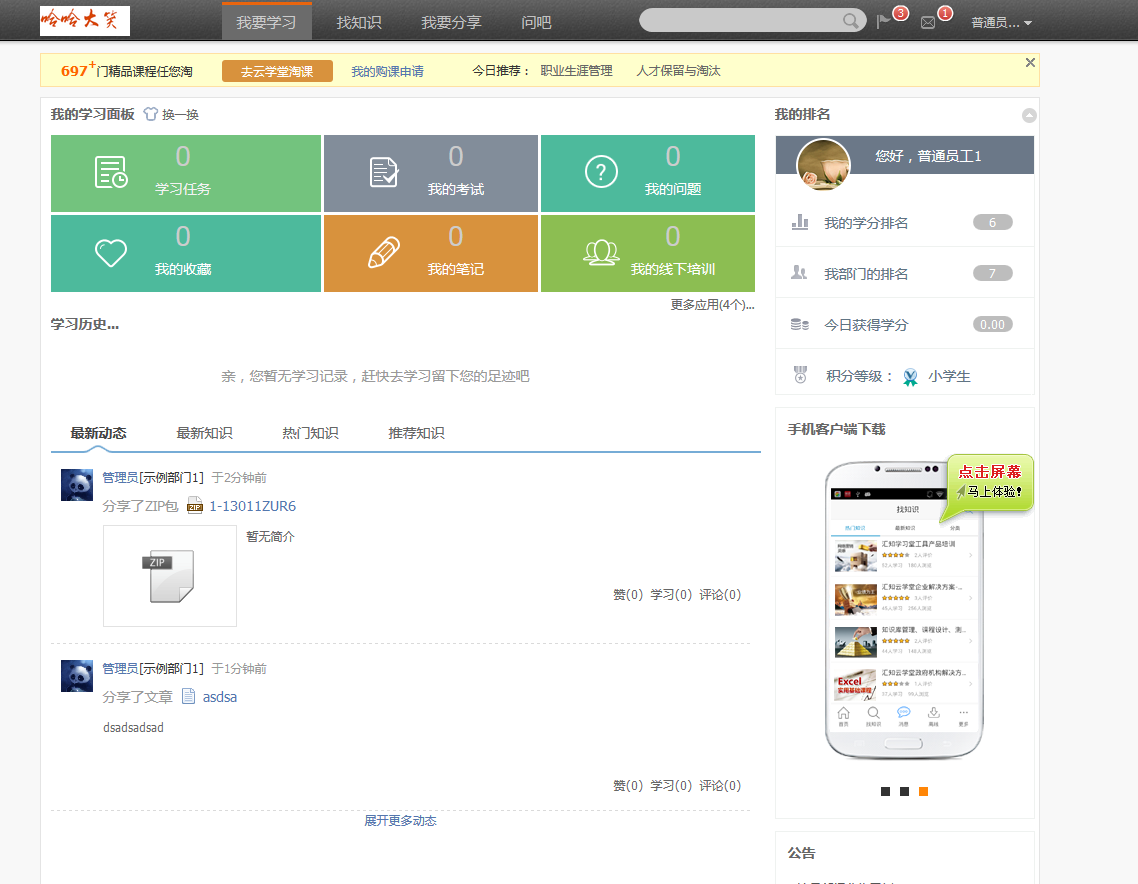 哈哈大笑 我要学习 找知识 我要分享 问吧 3 1 普通员...
697+门精品课程任您淘 去云学堂淘课 我的购课申请 今日推荐： 职业生涯管理 人才保留与淘汰
我的学习面板 换一换
0 学习任务
0 我的考试
0 我的问题
0 我的收藏
0 我的笔记
0 我的线下培训
更多应用(4个)...
学习历史...
亲，您暂无学习记录，赶快去学习留下您的足迹吧
最新动态 最新知识 热门知识 推荐知识
管理员[示例部门1] 于2分钟前
分享了ZIP包 ZIP 1-13011ZUR6
ZIP
暂无简介
赞(0) 学习(0) 评论(0)
管理员[示例部门1] 于1分钟前
分享了文章 asdsa
dsadsadsad
赞(0) 学习(0) 评论(0)
展开更多动态
我的排名
您好，普通员工1
我的学分排名 6
我部门的排名 7
今日获得学分 0.00
积分等级： 小学生
手机客户端下载
点击屏幕
马上体验!
找知识
热门知识 最新知识 分类
汇知学习堂工具产品培训
汇知云学堂企业解决方案-...
知识库管理、课程设计、测...
汇知云学堂政府机构解决方...
Excel
实用基础课程
首页 找知识 消息 离线 更多
公告